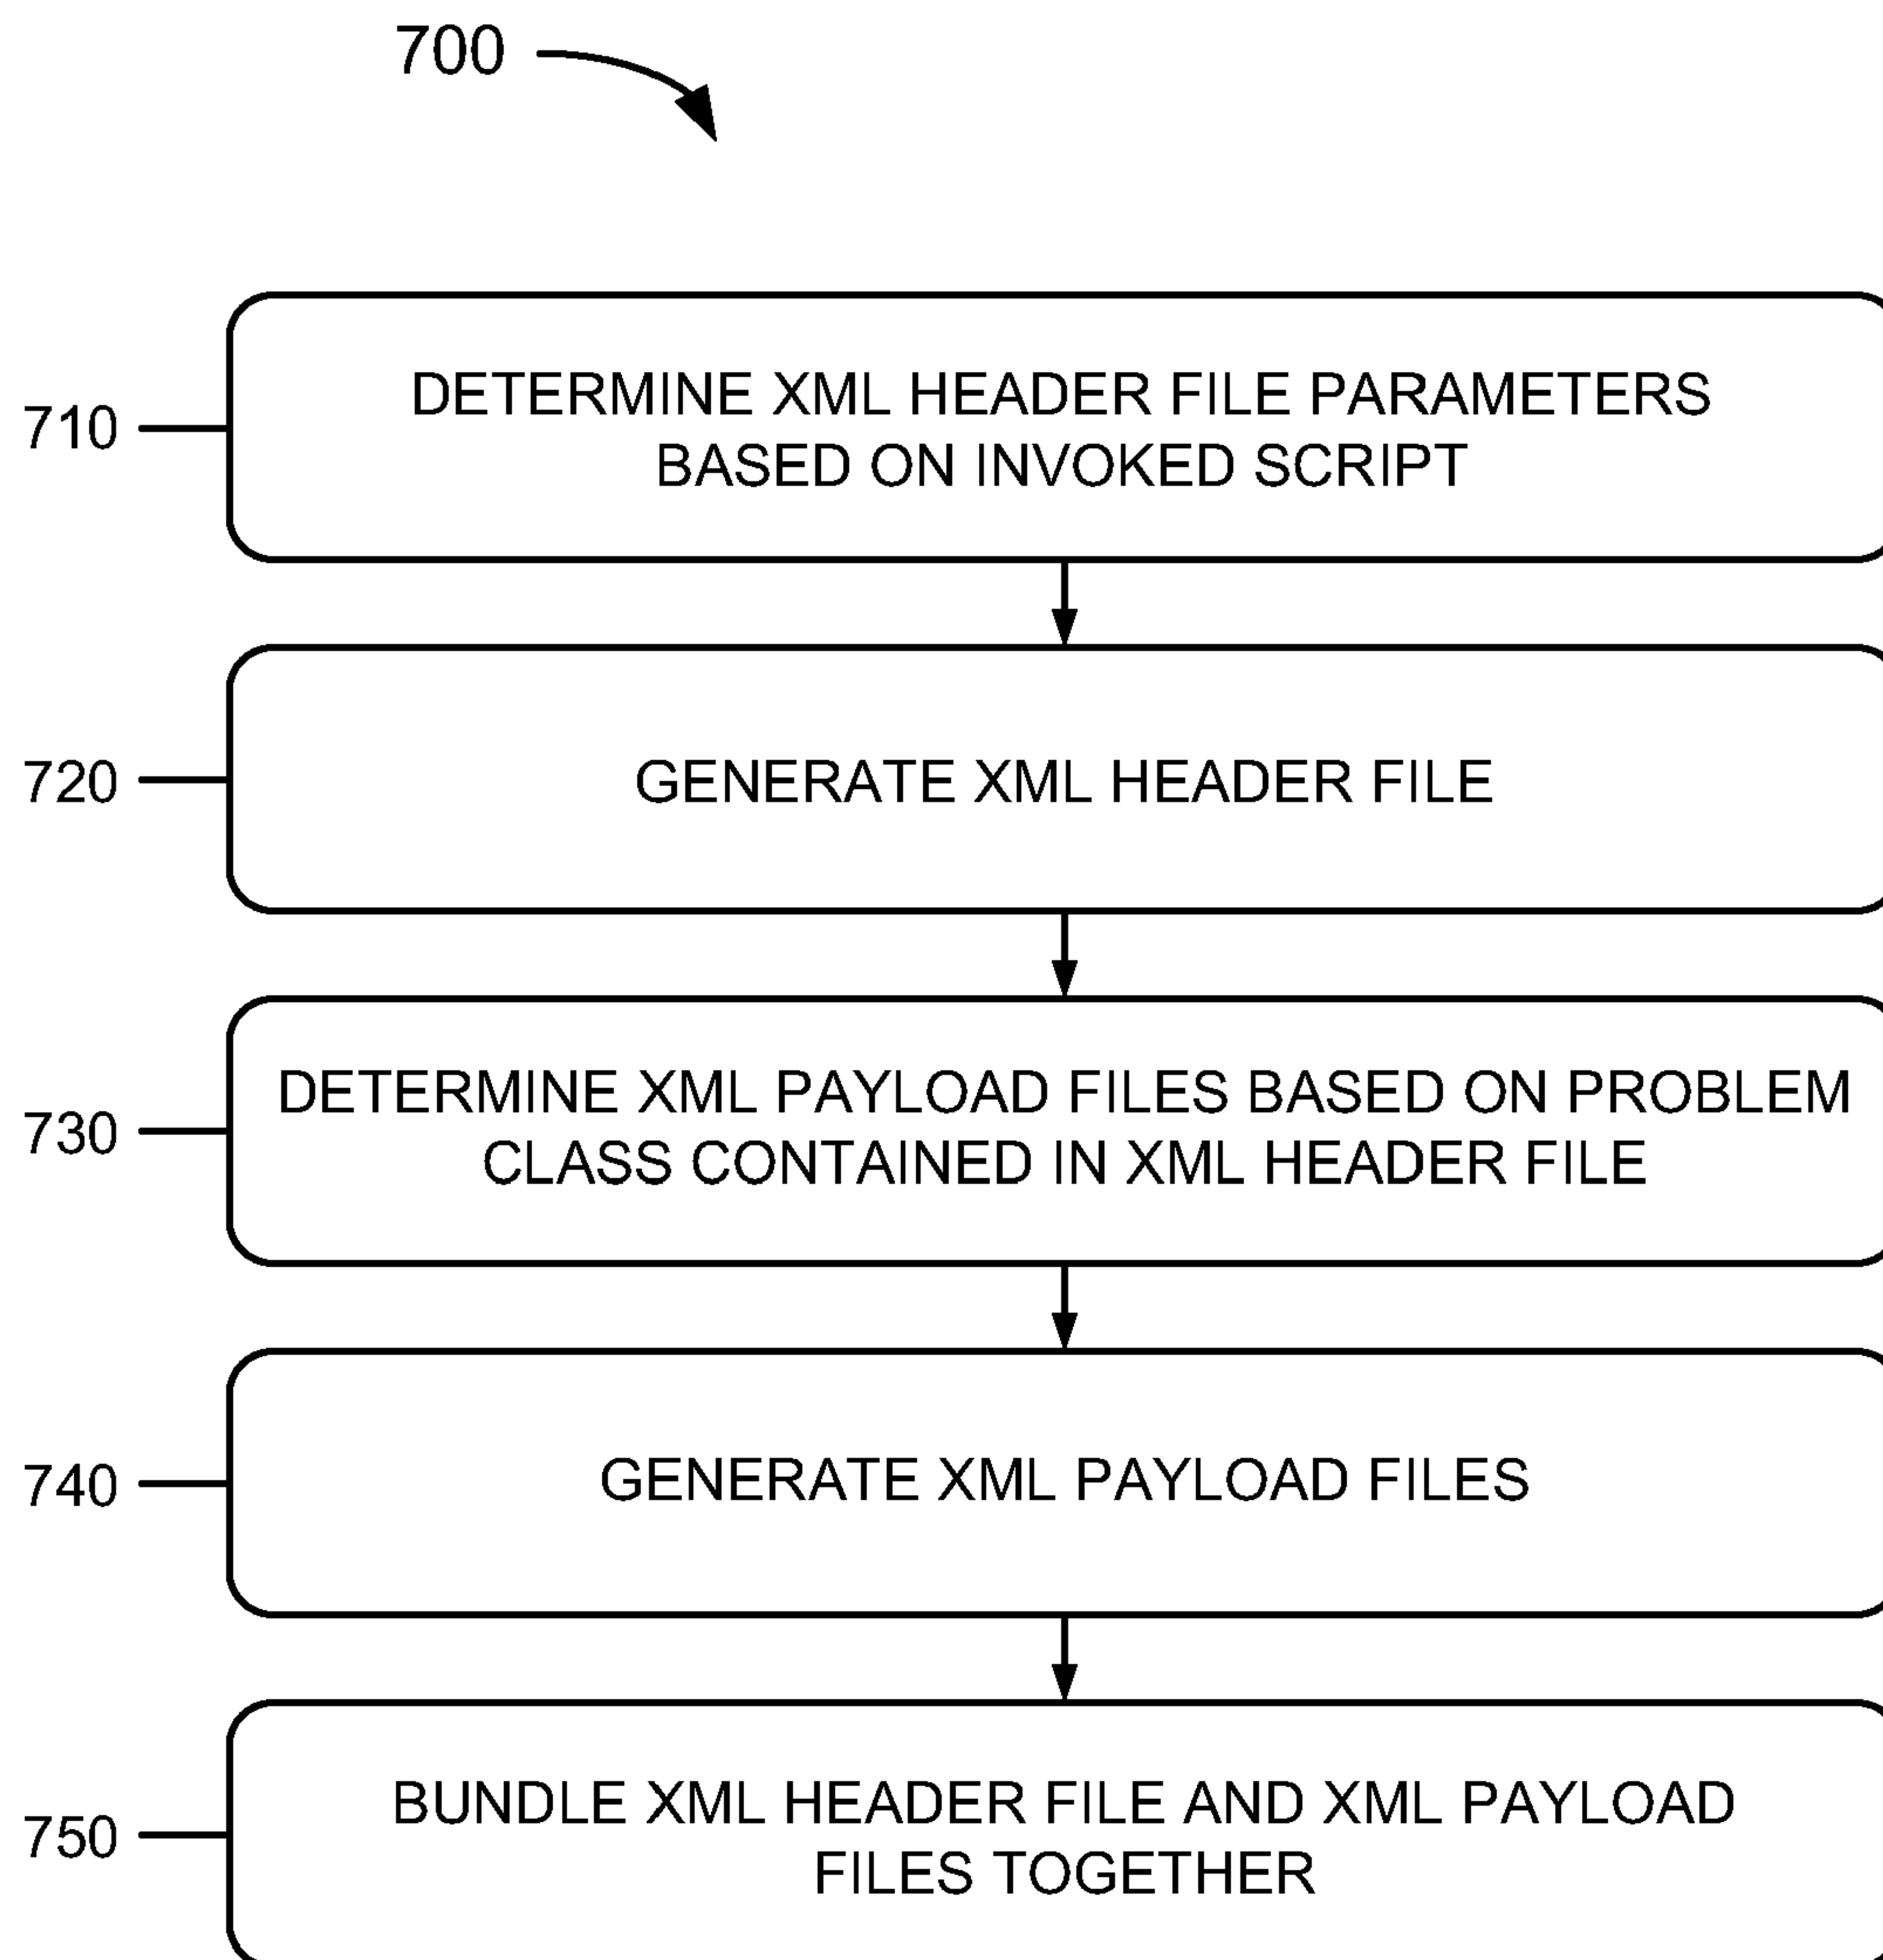 700
710
DETERMINE XML HEADER FILE PARAMETERS
BASED ON INVOKED SCRIPT
720
GENERATE XML HEADER FILE
730
DETERMINE XML PAYLOAD FILES BASED ON PROBLEM
CLASS CONTAINED IN XML HEADER FILE
740
GENERATE XML PAYLOAD FILES
750
BUNDLE XML HEADER FILE AND XML PAYLOAD
FILES TOGETHER